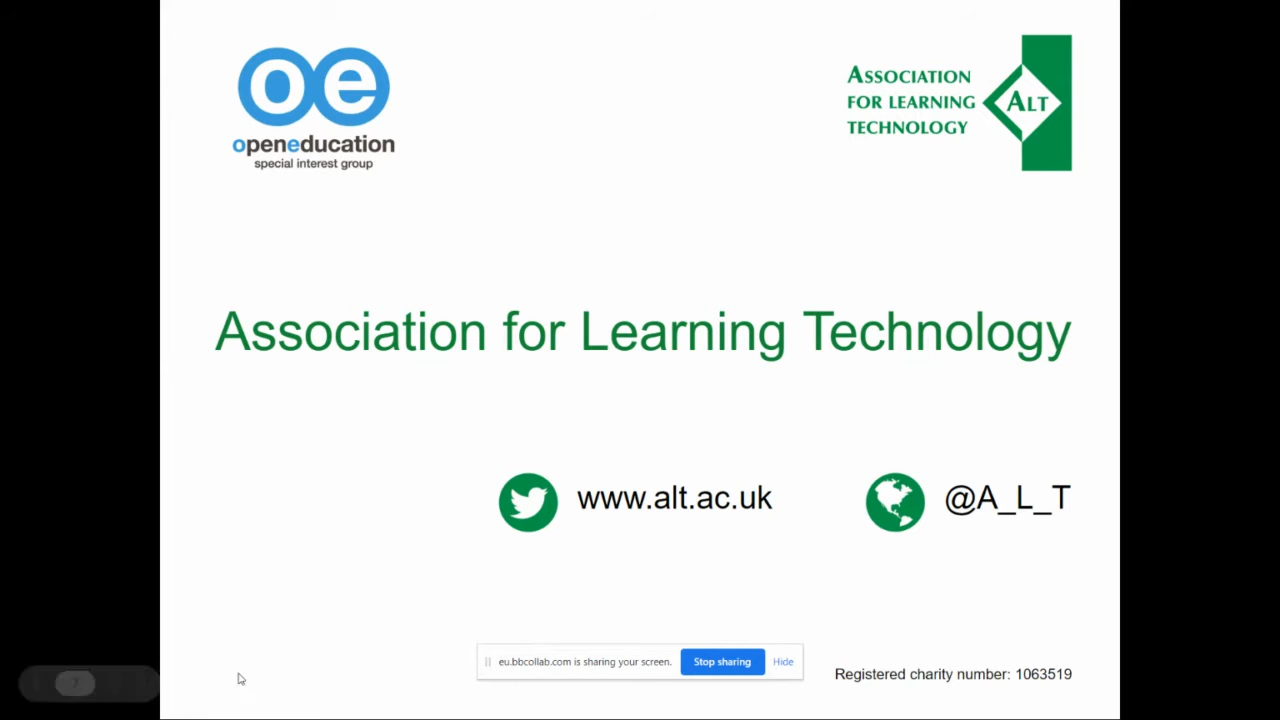 oe
openeducation
special interest group
ASSOCIATION
FOR LEARNING
TECHNOLOGY
ALT
Association for Learning Technology
www.alt.ac.uk
@A_L_T
eu.bbcollab.com is sharing your screen.
Stop sharing
Hide
Registered charity number: 1063519
7